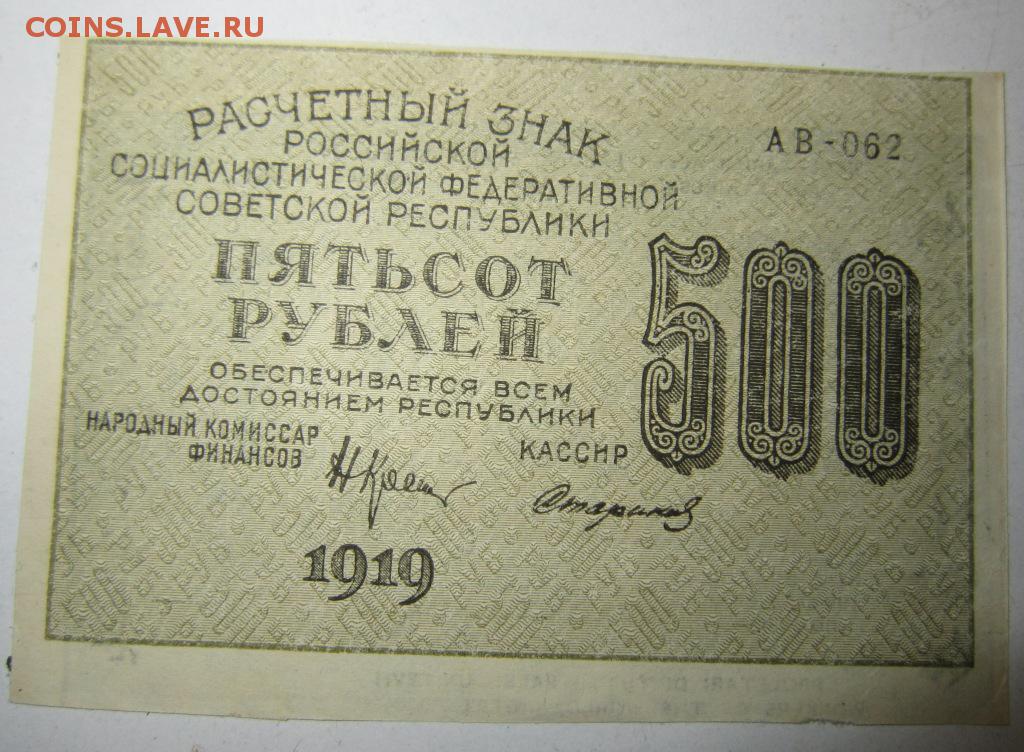 COINS.LAVE.RU
РАСЧЕТНЫЙ ЗНАК
РОССИЙСКОЙ
СОЦИАЛИСТИЧЕСКОЙ ФЕДЕРАТИВНОЙ
СОВЕТСКОЙ РЕСПУБЛИКИ
АВ-062
ПЯТЬСОТ
РУБЛЕЙ
500
ОБЕСПЕЧИВАЕТСЯ ВСЕМ
ДОСТОЯНИЕМ РЕСПУБЛИКИ
НАРОДНЫЙ КОМИССАР
ФИНАНСОВ
КАССИР
1919